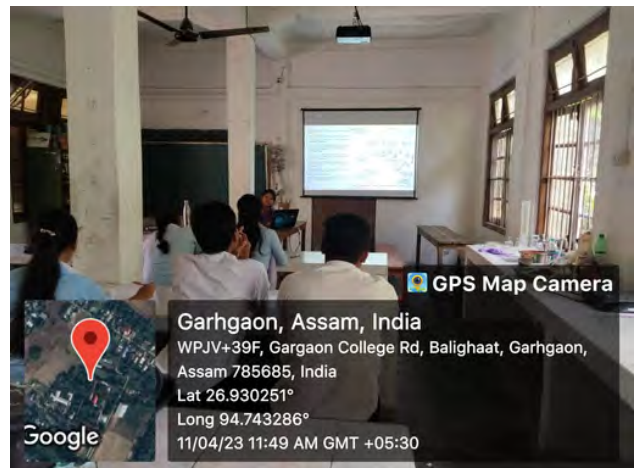 GPS Map Camera
Garhgaon, Assam, India
WPJV+39F, Gargaon College Rd, Balighaat, Garhgaon,
Assam 785685, India
Lat 26.930251°
Long 94.743286°
11/04/23 11:49 AM GMT +05:30
Google